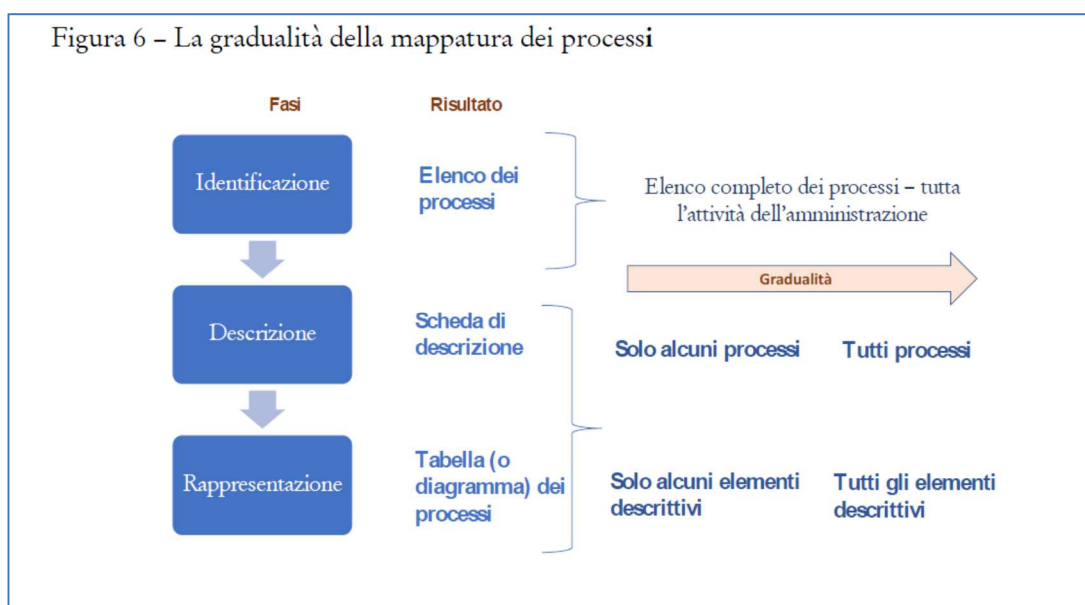 Figura 6 – La gradualità della mappatura dei processi
Fasi
Risultato
Identificazione
Elenco dei
processi
Elenco completo dei processi – tutta
l'attività dell'amministrazione
Gradualità
Descrizione
Scheda di
descrizione
Solo alcuni processi
Tutti processi
Rappresentazione
Tabella (o
diagramma) dei
processi
Solo alcuni elementi
descrittivi
Tutti gli elementi
descrittivi